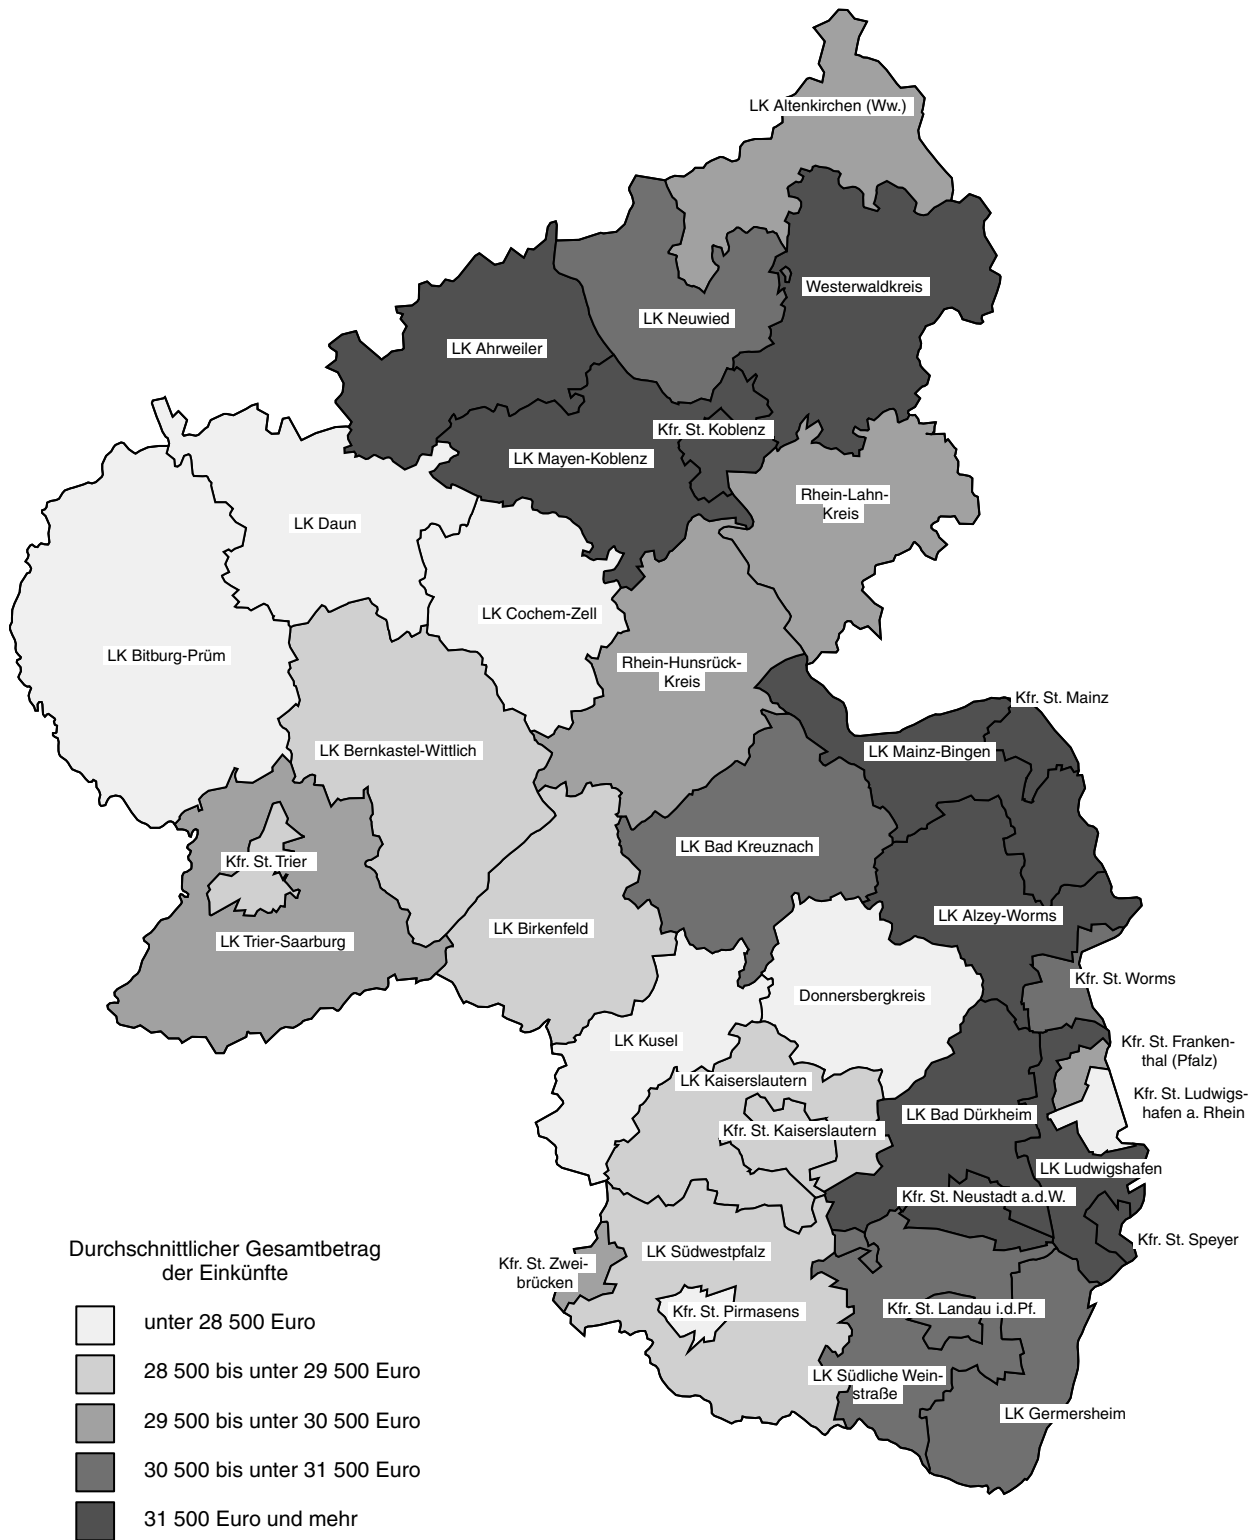 LK Altenkirchen (Ww.)
Westerwaldkreis
LK Neuwied
LK Ahrweiler
Kfr. St. Koblenz
LK Mayen-Koblenz
Rhein-Lahn-
Kreis
LK Daun
LK Cochem-Zell
LK Bitburg-Prüm
Rhein-Hunsrück-
Kreis
Kfr. St. Mainz
LK Bernkastel-Wittlich
LK Mainz-Bingen
LK Bad Kreuznach
Kfr. St. Trier
LK Alzey-Worms
LK Birkenfeld
LK Trier-Saarburg
Kfr. St. Worms
Donnersbergkreis
LK Kusel
Kfr. St. Franken-
thal (Pfalz)
LK Kaiserslautern
Kfr. St. Ludwigs-
hafen a. Rhein
LK Bad Dürkheim
Kfr. St. Kaiserslautern
LK Ludwigshafen
Kfr. St. Neustadt a.d.W.
Kfr. St. Speyer
LK Südwestpfalz
Kfr. St. Zwei-
brücken
Kfr. St. Pirmasens
Kfr. St. Landau i.d.Pf.
LK Südliche Wein-
straße
LK Germersheim
Durchschnittlicher Gesamtbetrag
der Einkünfte
unter 28 500 Euro
28 500 bis unter 29 500 Euro
29 500 bis unter 30 500 Euro
30 500 bis unter 31 500 Euro
31 500 Euro und mehr